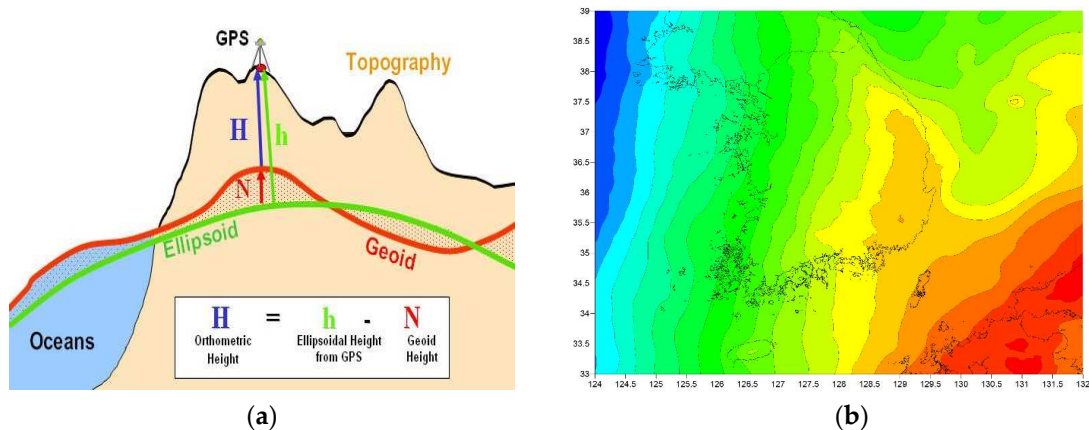 GPS
Topography
H
h
N
Ellipsoid
Geoid
Oceans
H = h - N
Orthometric Height
Ellipsoidal Height from GPS
Geoid Height
(a)
39
38.5
38
37.5
37
36.5
36
35.5
35
34.5
34
33.5
33
124 124.5 125 125.5 126 126.5 127 127.5 128 128.5 129 129.5 130 130.5 131 131.5 132
(b)